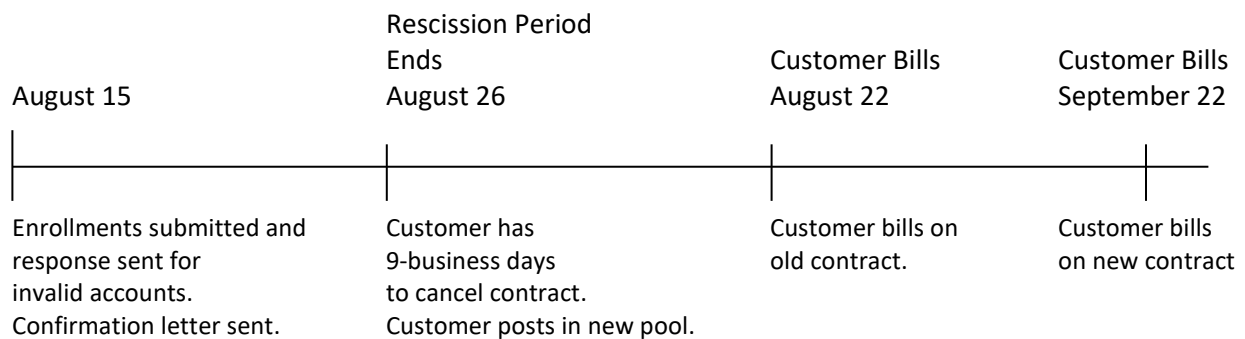 Rescission Period
Ends
August 26
August 15
Customer Bills
August 22
Customer Bills
September 22
Enrollments submitted and
response sent for
invalid accounts.
Confirmation letter sent.
Customer has
9-business days
to cancel contract.
Customer posts in new pool.
Customer bills on
old contract.
Customer bills
on new contract